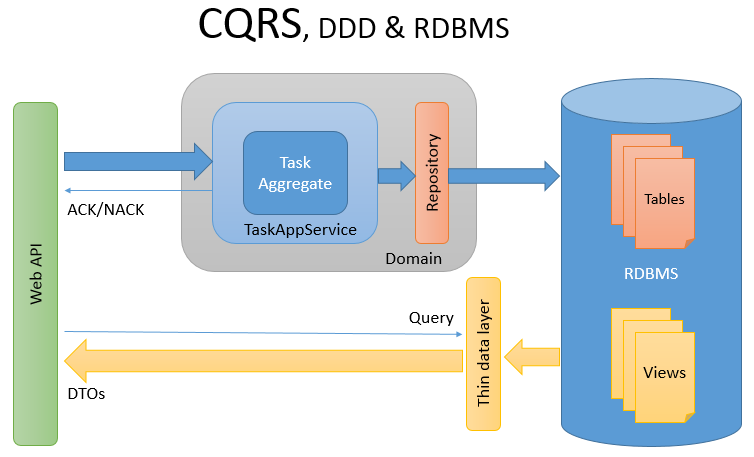 CQRS, DDD & RDBMS
Web API
ACK/NACK
Task
Aggregate
TaskAppService
Repository
Domain
Tables
RDBMS
Query
Thin data layer
Views
DTOs